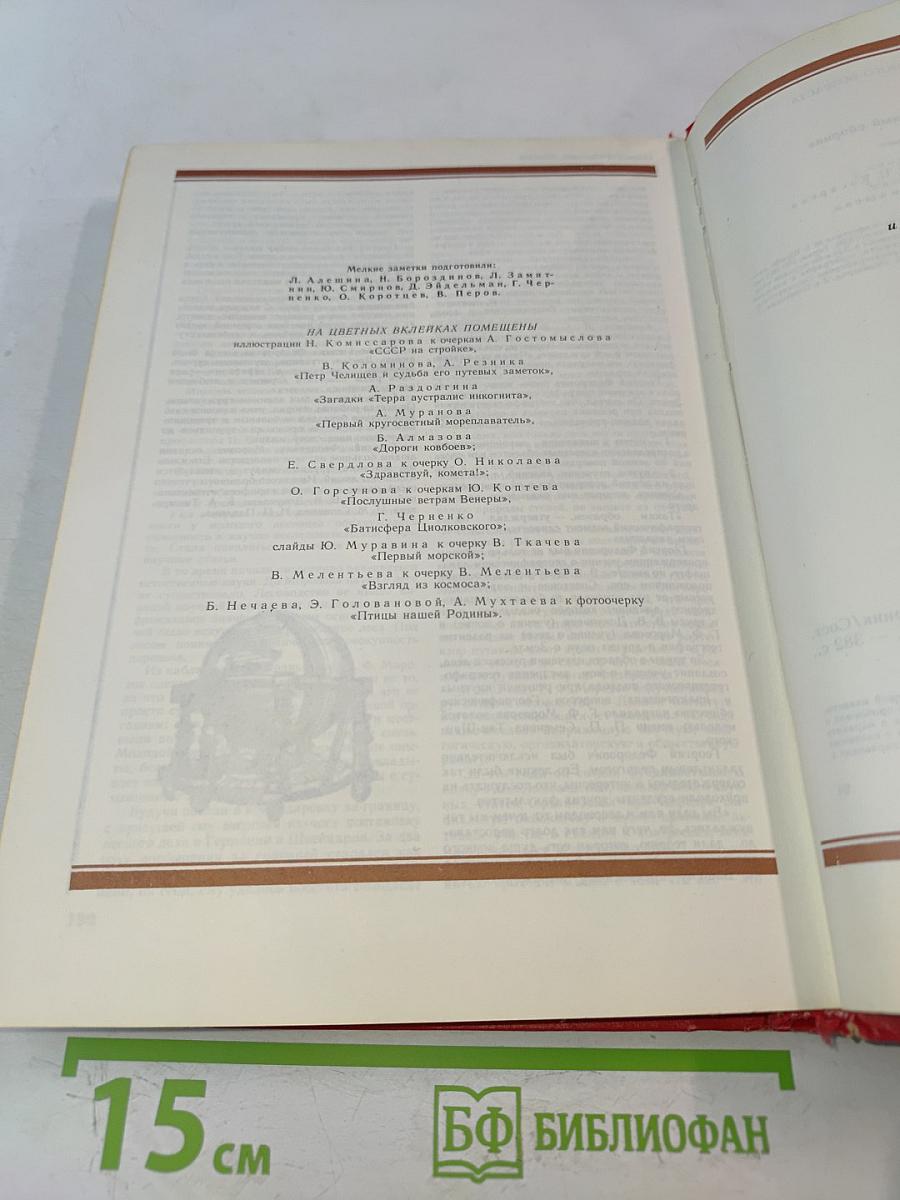 Мелкие заметки подготовили:
Л. Алешина, Н. Бороздинов, Л. Замят-
нин, Ю. Смирнов, Д. Эйдельман, Г. Чер-
ненко, О. Коротцев, В. Перов.
НА ЦВЕТНЫХ ВКЛЕЙКАХ ПОМЕЩЕНЫ
иллюстрации Н. Комиссарова к очеркам А. Гостомыслова
«СССР на стройке»,
В. Коломинова, А. Резника
«Петр Челищев и судьба его путевых заметок»,
А. Раздолгина
«Загадки «Терра аустралис инкогнита»,
А. Муранова
«Первый кругосветный мореплаватель»,
Б. Алмазова
«Дороги ковбоев»;
Е. Свердлова к очерку О. Николаева
«Здравствуй, комета!»;
О. Горсунова к очеркам Ю. Коптева
«Послушные ветрам Венеры»,
Г. Черненко
«Батисфера Циолковского»;
слайды Ю. Муравина к очерку В. Ткачева
«Первый морской»;
В. Мелентьева к очерку В. Мелентьева
«Взгляд из космоса»;
Б. Нечаева, Э. Головановой, А. Мухтаева к фотоочерку
«Птицы нашей Родины».
и
ник/Сост.
— 382 с.,
15 см
БФ БИБЛИОФАН